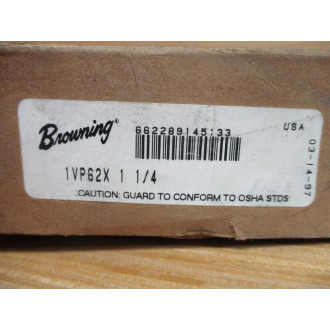 Browning®
662289145:33
USA
03-14-97
1VP62X 1 1/4
CAUTION: GUARD TO CONFORM TO OSHA STDS